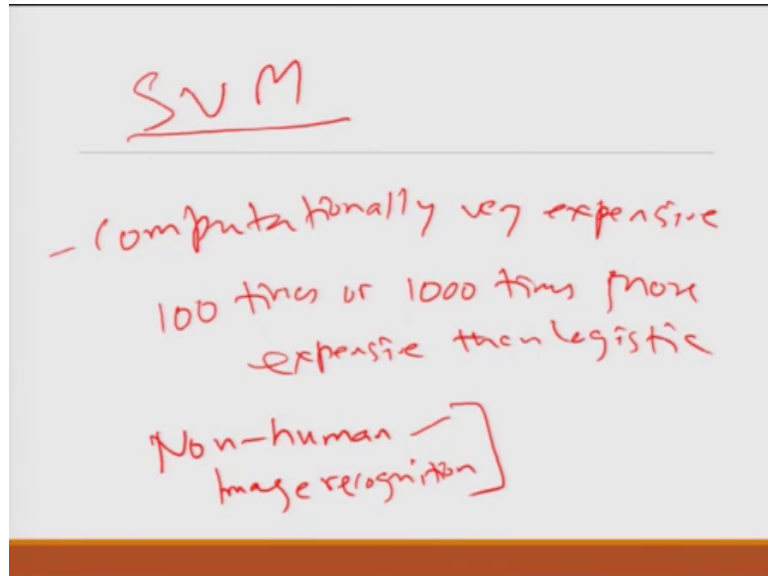 SVM
- Computationally very expensive
100 times or 1000 times more
expensive than logistic
Non-human -
Image recognition